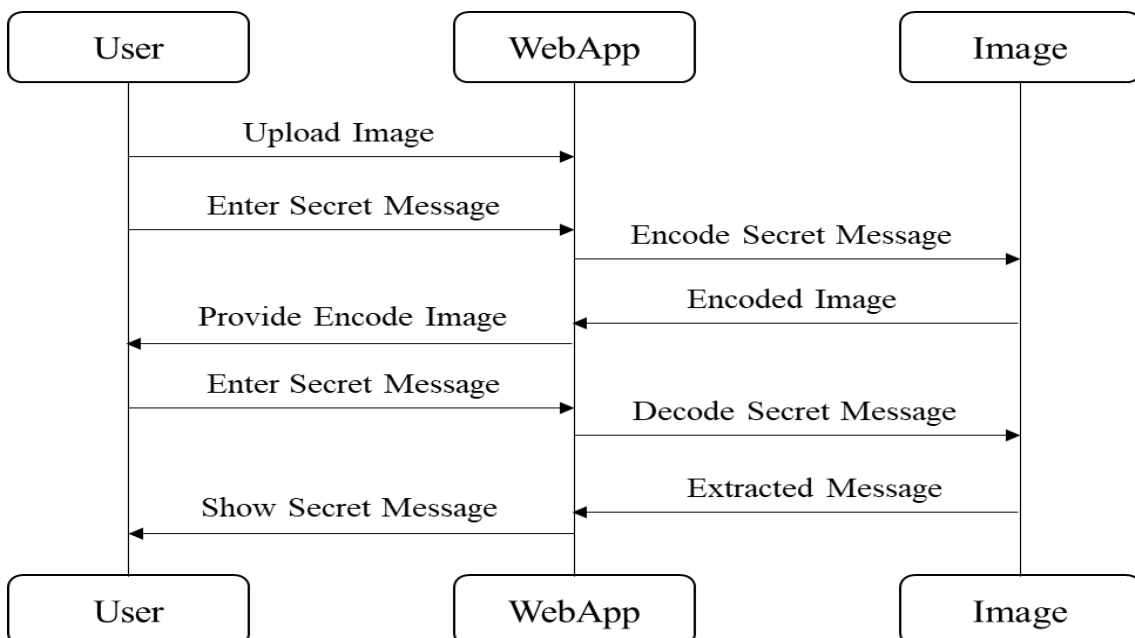 User
WebApp
Image
Upload Image
Enter Secret Message
Encode Secret Message
Encoded Image
Provide Encode Image
Enter Secret Message
Decode Secret Message
Extracted Message
Show Secret Message
User
WebApp
Image